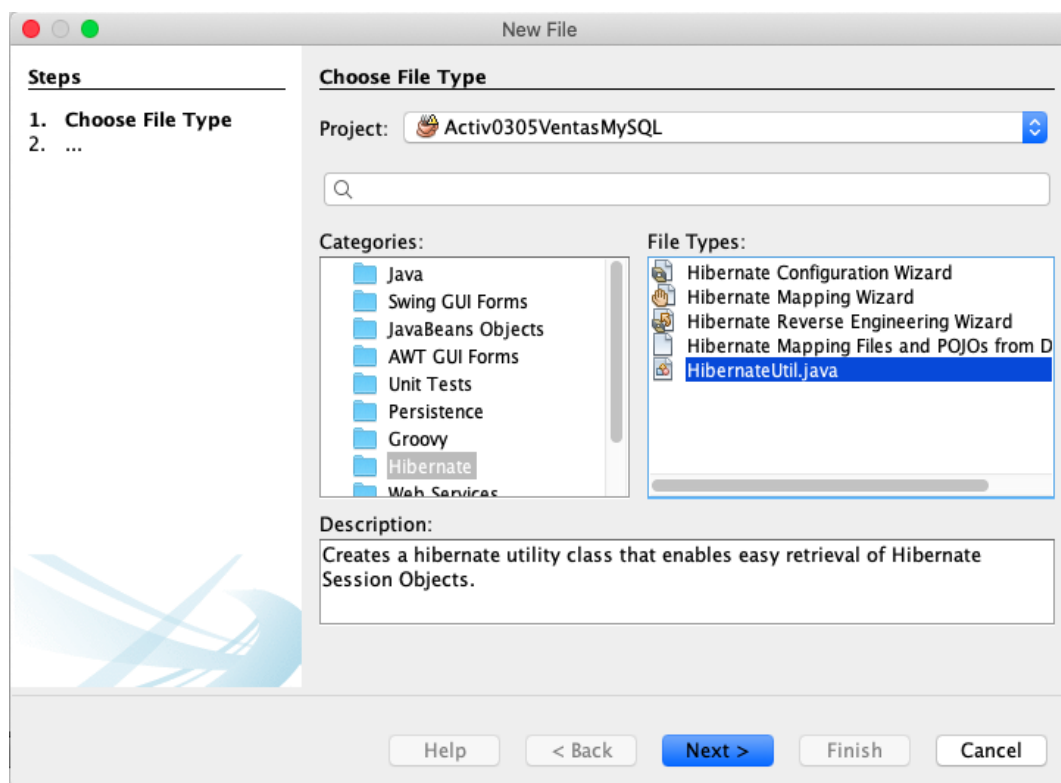 New File
Steps
1. Choose File Type
2. ...
Choose File Type
Project: Activ0305VentasMySQL
Categories:
Java
Swing GUI Forms
JavaBeans Objects
AWT GUI Forms
Unit Tests
Persistence
Groovy
Hibernate
Web Services
File Types:
Hibernate Configuration Wizard
Hibernate Mapping Wizard
Hibernate Reverse Engineering Wizard
Hibernate Mapping Files and POJOs from D
HibernateUtil.java
Description:
Creates a hibernate utility class that enables easy retrieval of Hibernate
Session Objects.
Help < Back Next > Finish Cancel